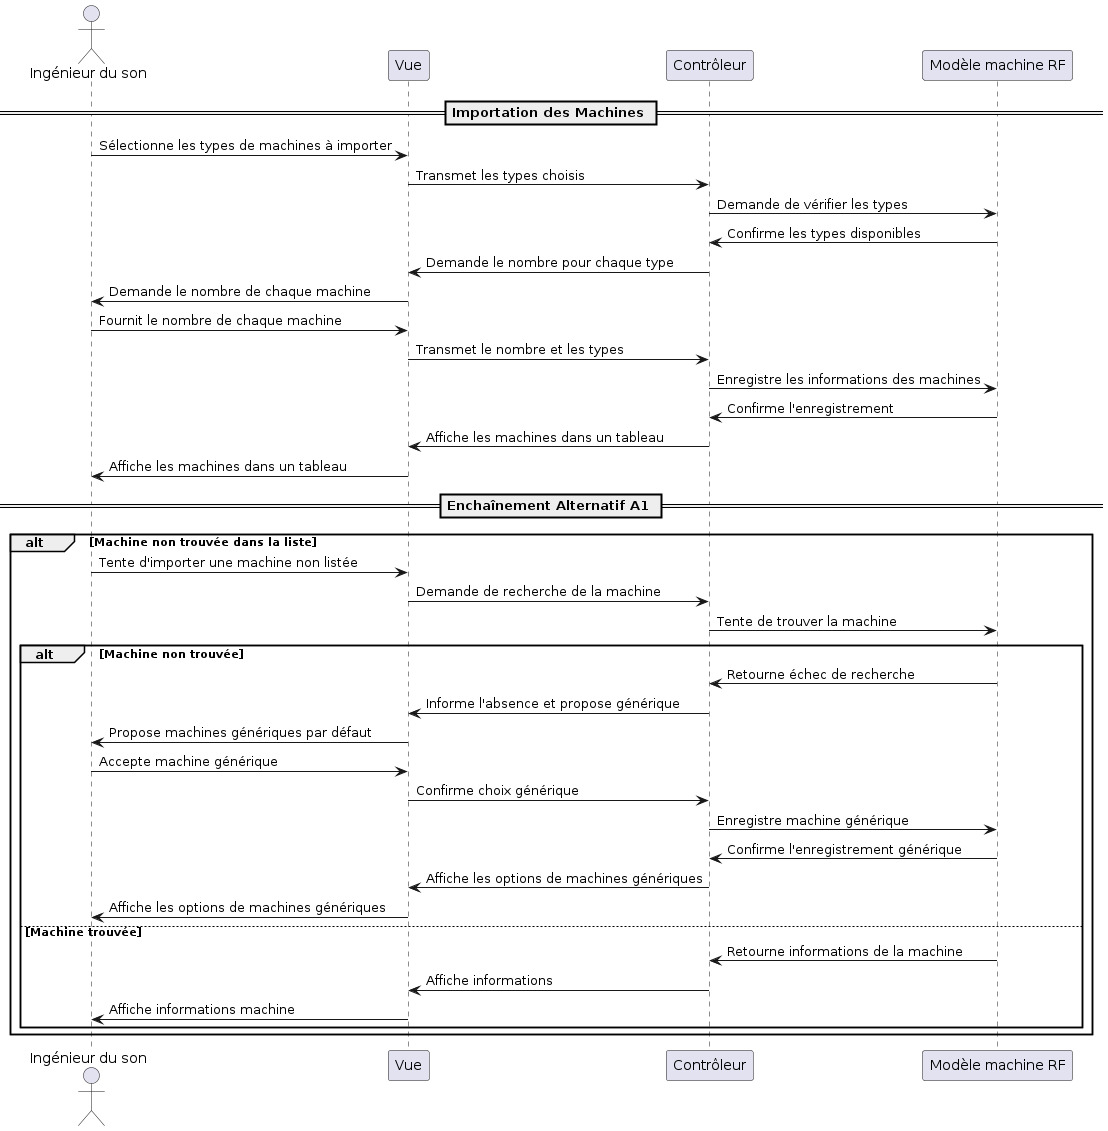 Ingénieur du son
Vue
Contrôleur
Modèle machine RF
Importation des Machines
Sélectionne les types de machines à importer
Transmet les types choisis
Demande de vérifier les types
Confirme les types disponibles
Demande le nombre pour chaque type
Demande le nombre de chaque machine
Fournit le nombre de chaque machine
Transmet le nombre et les types
Enregistre les informations des machines
Confirme l'enregistrement
Affiche les machines dans un tableau
Affiche les machines dans un tableau
Enchaînement Alternatif A1
alt
[Machine non trouvée dans la liste]
Tente d'importer une machine non listée
Demande de recherche de la machine
Tente de trouver la machine
alt
[Machine non trouvée]
Retourne échec de recherche
Informe l'absence et propose générique
Propose machines génériques par défaut
Accepte machine générique
Confirme choix générique
Enregistre machine générique
Confirme l'enregistrement générique
Affiche les options de machines génériques
Affiche les options de machines génériques
[Machine trouvée]
Retourne informations de la machine
Affiche informations
Affiche informations machine
Ingénieur du son
Vue
Contrôleur
Modèle machine RF